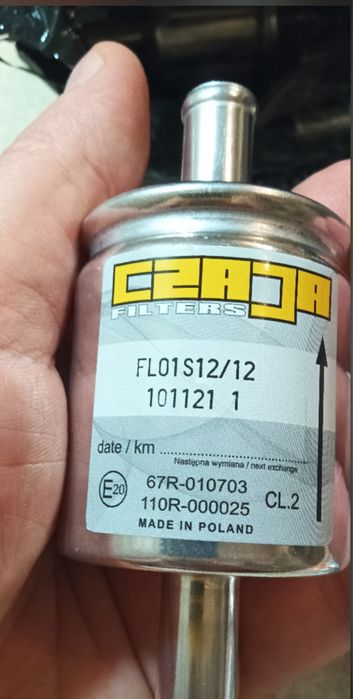 CZAJA
FILTERS
FL01S12/12
101121 1
date / km ........................
Następna wymiana / next exchange
E20
67R-010703
110R-000025
CL.2
MADE IN POLAND